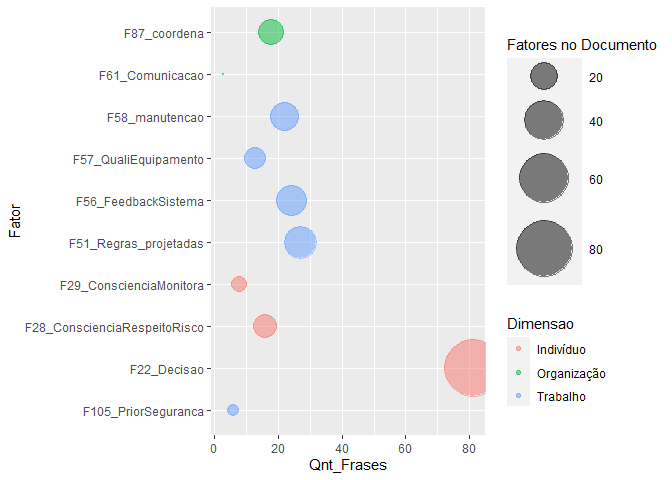 Fator
F87_coordena
F61_Comunicacao
F58_manutencao
F57_QualiEquipamento
F56_FeedbackSistema
F51_Regras_projetadas
F29_ConscienciaMonitora
F28_ConscienciaRespeitoRisco
F22_Decisao
F105_PriorSeguranca
0 20 40 60 80
Qnt_Frases
Fatores no Documento
20
40
60
80
Dimensao
Indivíduo
Organização
Trabalho